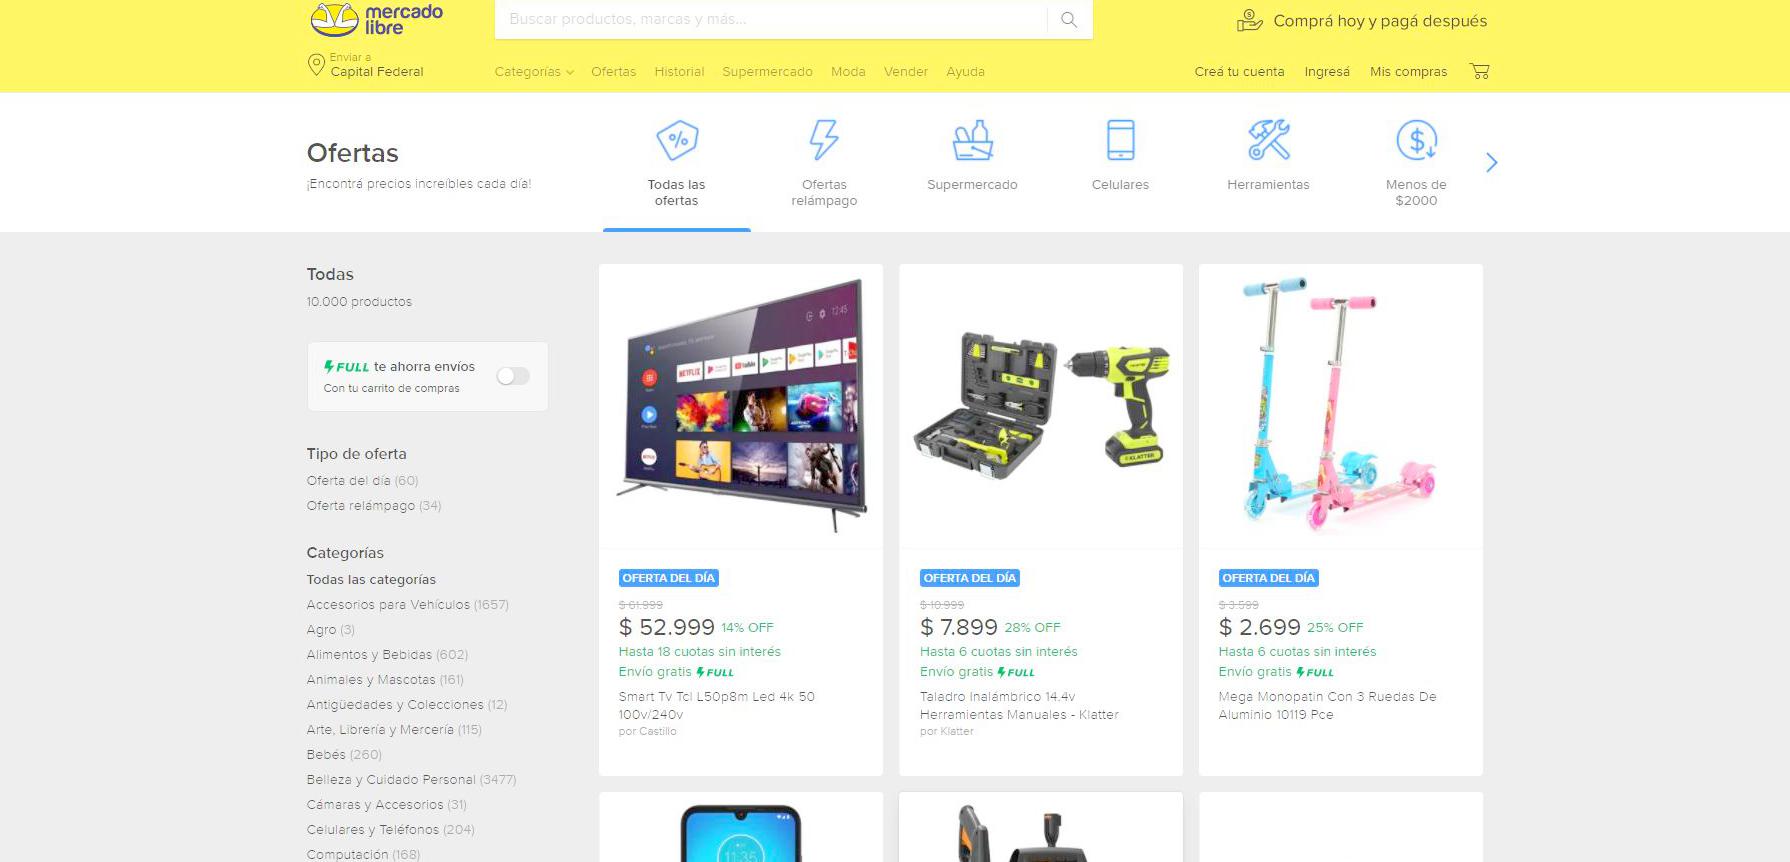 mercado
libre
Buscar productos, marcas y más...
Comprá hoy y pagá después
Enviar a
Capital Federal
Categorías Ofertas Historial Supermercado Moda Vender Ayuda
Creá tu cuenta Ingresá Mis compras
Ofertas
¡Encontrá precios increíbles cada día!
Todas las
ofertas
Ofertas
relámpago
Supermercado
Celulares
Herramientas
Menos de
$2000
Todas
10.000 productos
FULL te ahorra envíos
Con tu carrito de compras
Tipo de oferta
Oferta del día (60)
Oferta relámpago (34)
Categorías
Todas las categorías
Accesorios para Vehículos (1657)
Agro (3)
Alimentos y Bebidas (602)
Animales y Mascotas (161)
Antigüedades y Colecciones (12)
Arte, Librería y Mercería (115)
Bebés (260)
Belleza y Cuidado Personal (3477)
Cámaras y Accesorios (31)
Celulares y Teléfonos (204)
Computación (168)
12:45
NETFLIX
YouTube
OFERTA DEL DÍA
$ 61.999
$ 52.999 14% OFF
Hasta 18 cuotas sin interés
Envío gratis FULL
Smart Tv Tcl L50p8m Led 4k 50
100v/240v
por Castillo
KLATTER
OFERTA DEL DÍA
$ 10.999
$ 7.899 28% OFF
Hasta 6 cuotas sin interés
Envío gratis FULL
Taladro Inalámbrico 14.4v
Herramientas Manuales - Klatter
por Klatter
OFERTA DEL DÍA
$ 3.599
$ 2.699 25% OFF
Hasta 6 cuotas sin interés
Envío gratis FULL
Mega Monopatin Con 3 Ruedas De
Aluminio 10119 Pce
11:35